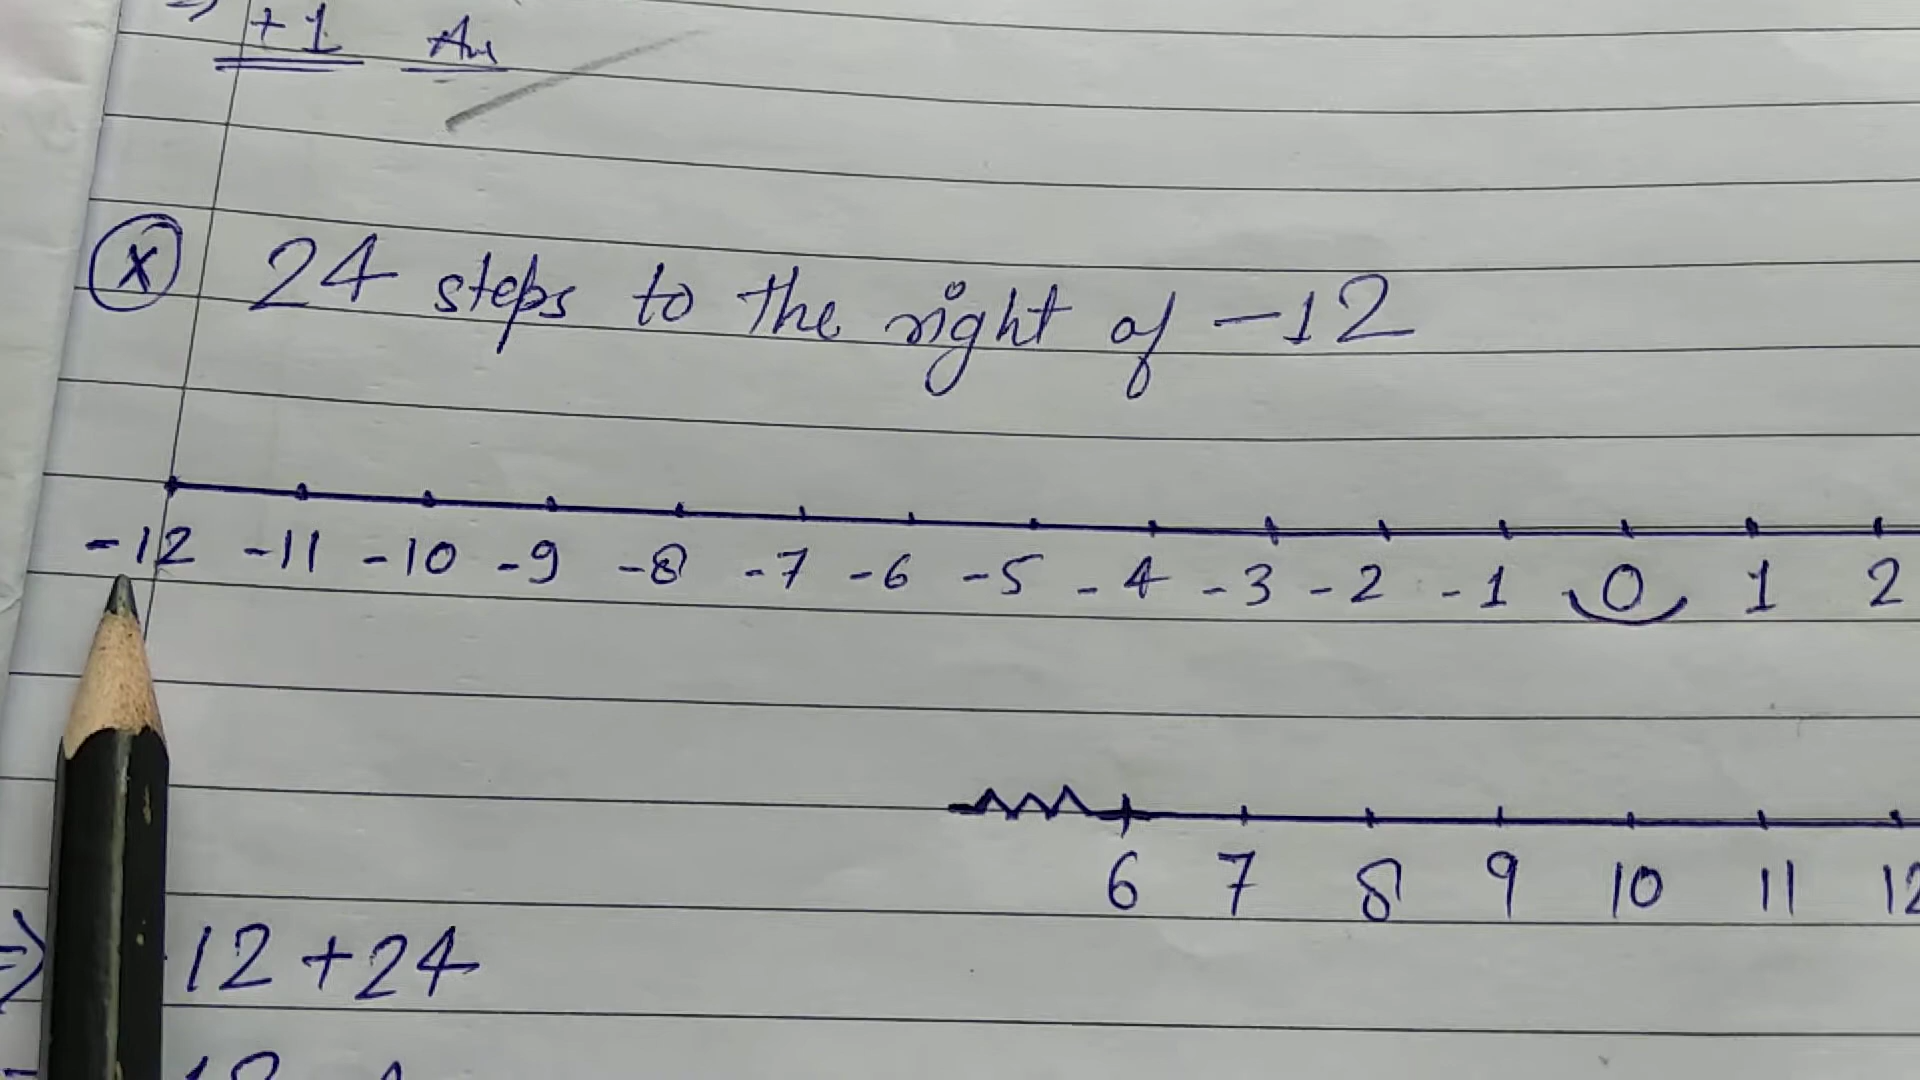 +1 Ans
(x) 24 steps to the right of -12
-12 -11 -10 -9 -8 -7 -6 -5 -4 -3 -2 -1 0 1 2
6 7 8 9 10 11 12
⇒ 12 + 24